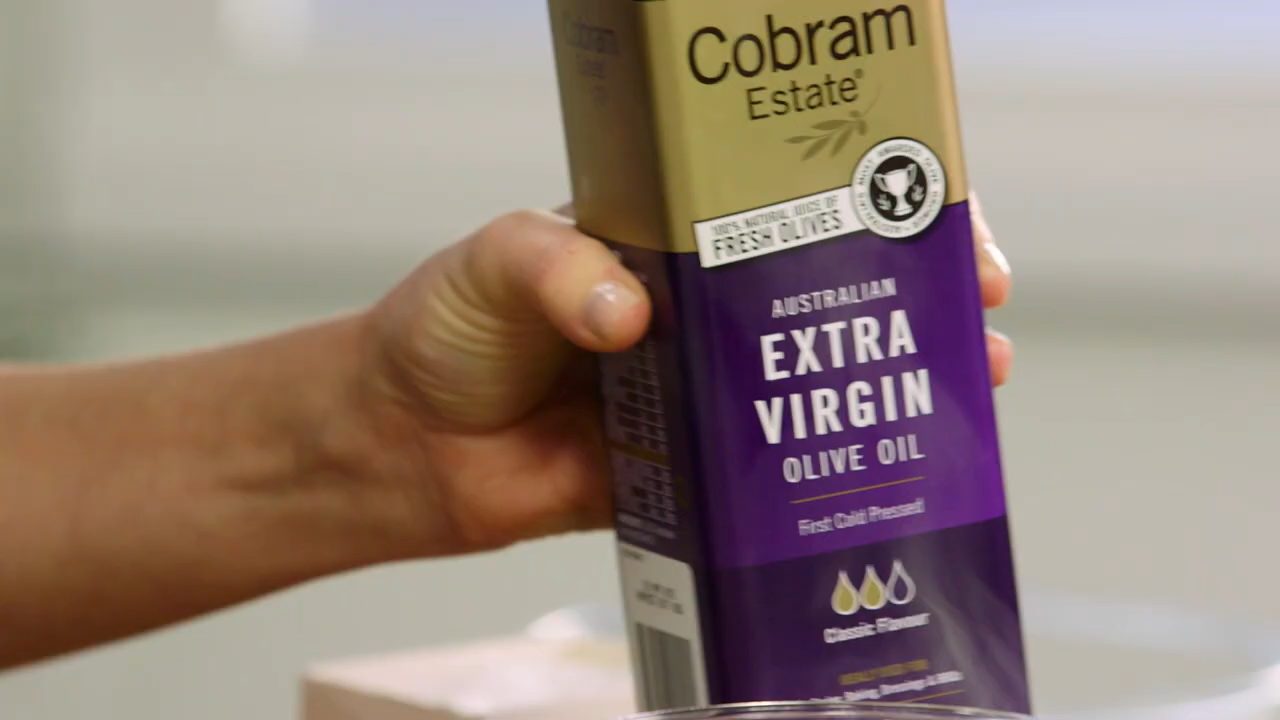 Cobram
Estate®
100% NATURAL JUICE OF
FRESH OLIVES
AUSTRALIAN
EXTRA
VIRGIN
OLIVE OIL
First Cold Pressed
Classic Flavour